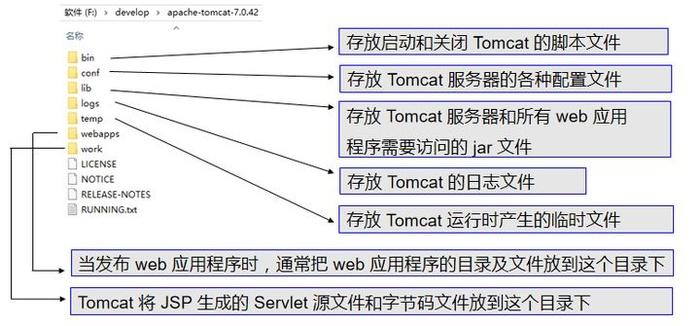 软件 (F:) > develop > apache-tomcat-7.0.42
名称
bin
conf
lib
logs
temp
webapps
work
LICENSE
NOTICE
RELEASE-NOTES
RUNNING.txt
存放启动和关闭 Tomcat 的脚本文件
存放 Tomcat 服务器的各种配置文件
存放 Tomcat 服务器和所有 web 应用
程序需要访问的 jar 文件
存放 Tomcat 的日志文件
存放 Tomcat 运行时产生的临时文件
当发布 web 应用程序时，通常把 web 应用程序的目录及文件放到这个目录下
Tomcat 将 JSP 生成的 Servlet 源文件和字节码文件放到这个目录下